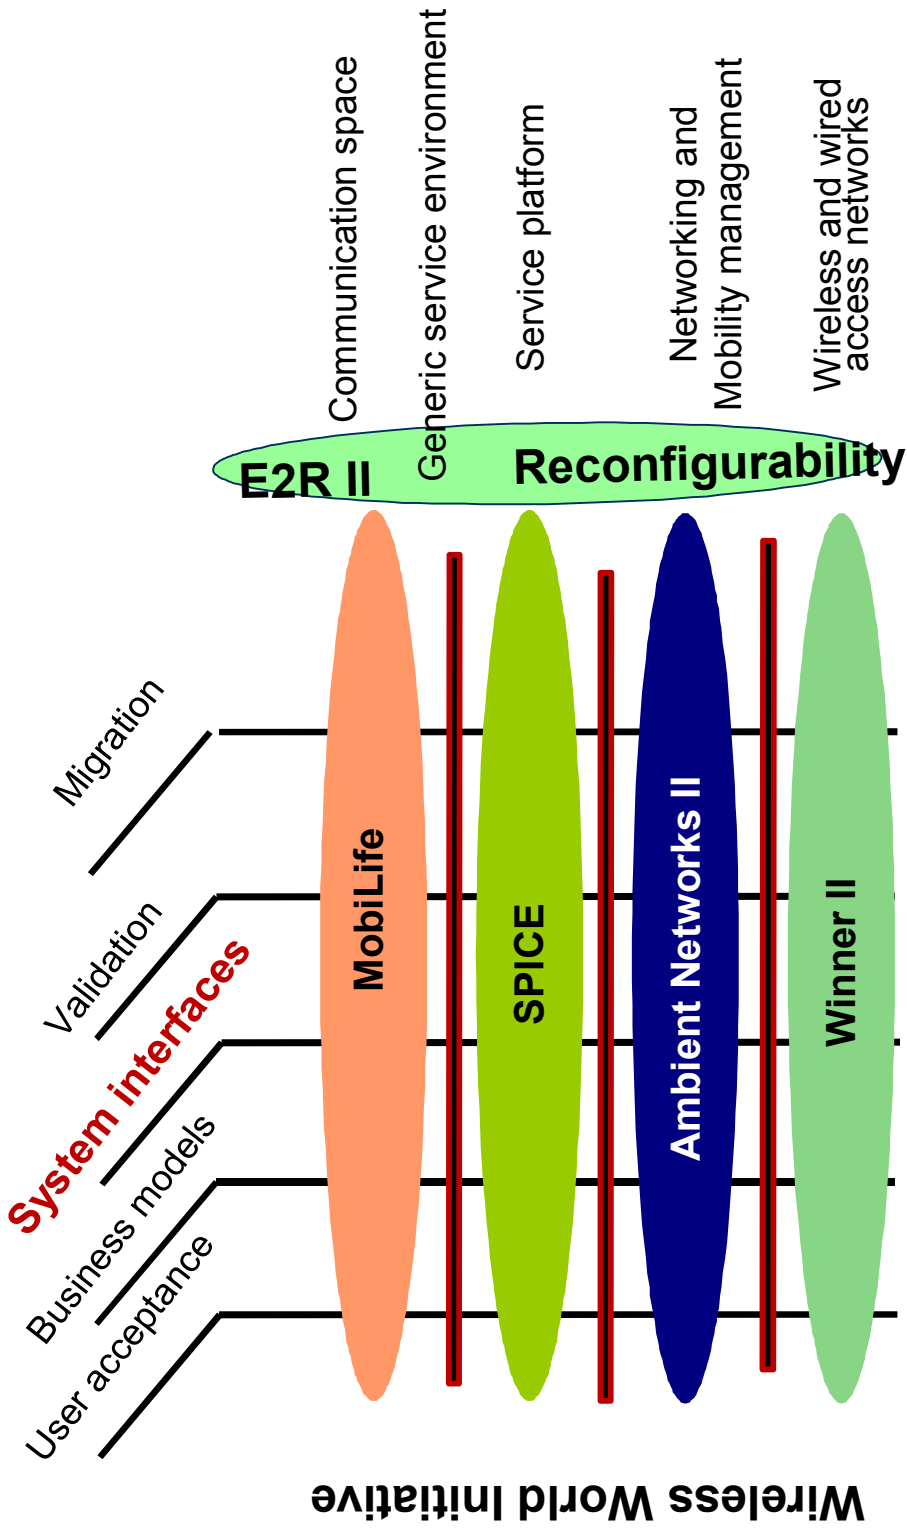 User acceptance
Business models
System interfaces
Validation
Migration
MobiLife
SPICE
Ambient Networks II
Winner II
E2R II
Reconfigurability
Communication space
Generic service environment
Service platform
Networking and
Mobility management
Wireless and wired
access networks
Wireless World Initiative